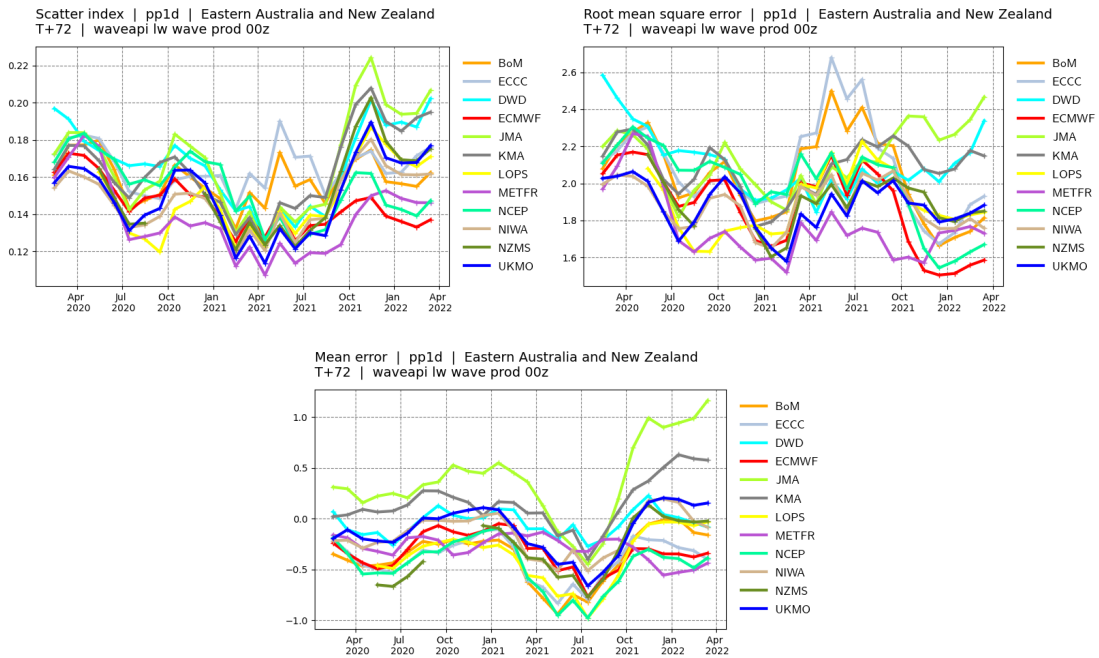 Scatter index | pp1d | Eastern Australia and New Zealand
T+72 | waveapi lw wave prod 00z
0.22
0.20
0.18
0.16
0.14
0.12
Apr 2020
Jul 2020
Oct 2020
Jan 2021
Apr 2021
Jul 2021
Oct 2021
Jan 2022
Apr 2022
BoM
ECCC
DWD
ECMWF
JMA
KMA
LOPS
METFR
NCEP
NIWA
NZMS
UKMO
Root mean square error | pp1d | Eastern Australia and New Zealand
T+72 | waveapi lw wave prod 00z
2.6
2.4
2.2
2.0
1.8
1.6
Apr 2020
Jul 2020
Oct 2020
Jan 2021
Apr 2021
Jul 2021
Oct 2021
Jan 2022
Apr 2022
BoM
ECCC
DWD
ECMWF
JMA
KMA
LOPS
METFR
NCEP
NIWA
NZMS
UKMO
Mean error | pp1d | Eastern Australia and New Zealand
T+72 | waveapi lw wave prod 00z
1.0
0.5
0.0
−0.5
−1.0
Apr 2020
Jul 2020
Oct 2020
Jan 2021
Apr 2021
Jul 2021
Oct 2021
Jan 2022
Apr 2022
BoM
ECCC
DWD
ECMWF
JMA
KMA
LOPS
METFR
NCEP
NIWA
NZMS
UKMO